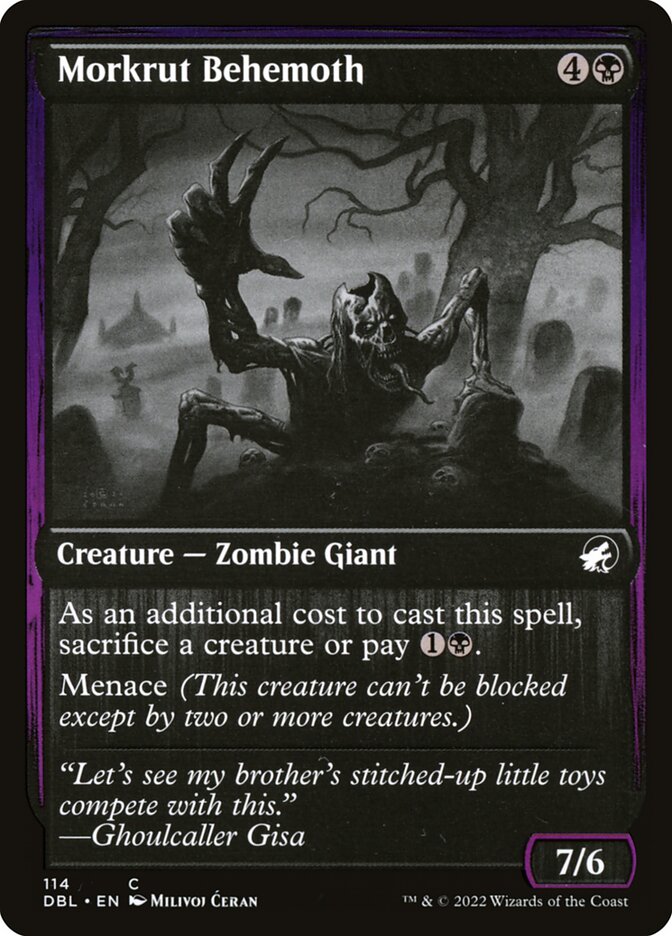 Morkrut Behemoth 4
Creature — Zombie Giant
As an additional cost to cast this spell,
sacrifice a creature or pay 1.
Menace (This creature can't be blocked
except by two or more creatures.)
“Let's see my brother's stitched-up little toys
compete with this.”
—Ghoulcaller Gisa
7/6
114 C
DBL • EN Milivoj Ćeran
™ & © 2022 Wizards of the Coast